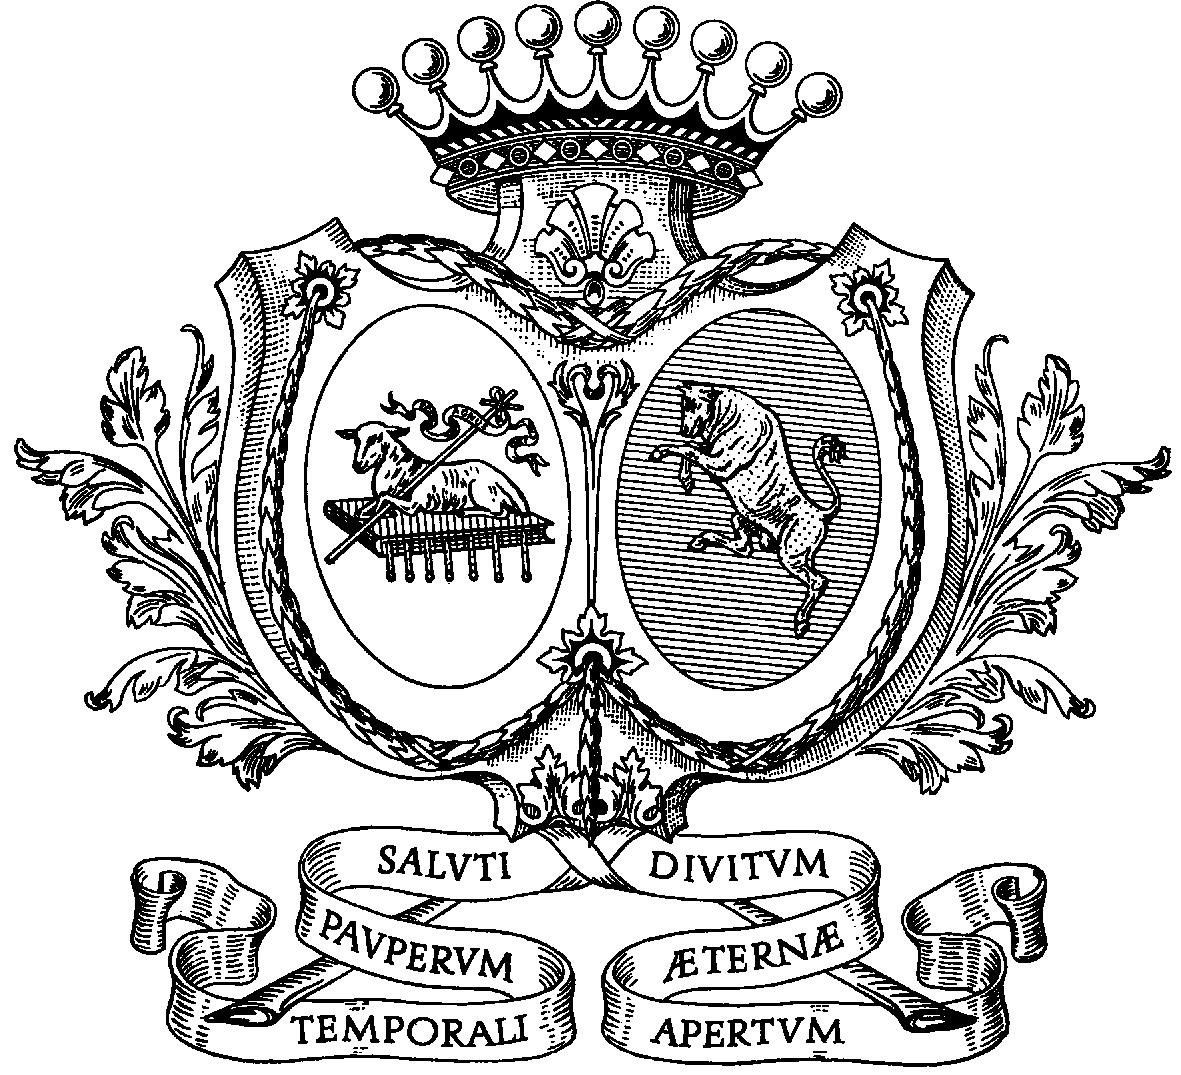 SALVTI
PAVPERVM
TEMPORALI
DIVITVM
ÆTERNÆ
APERTVM